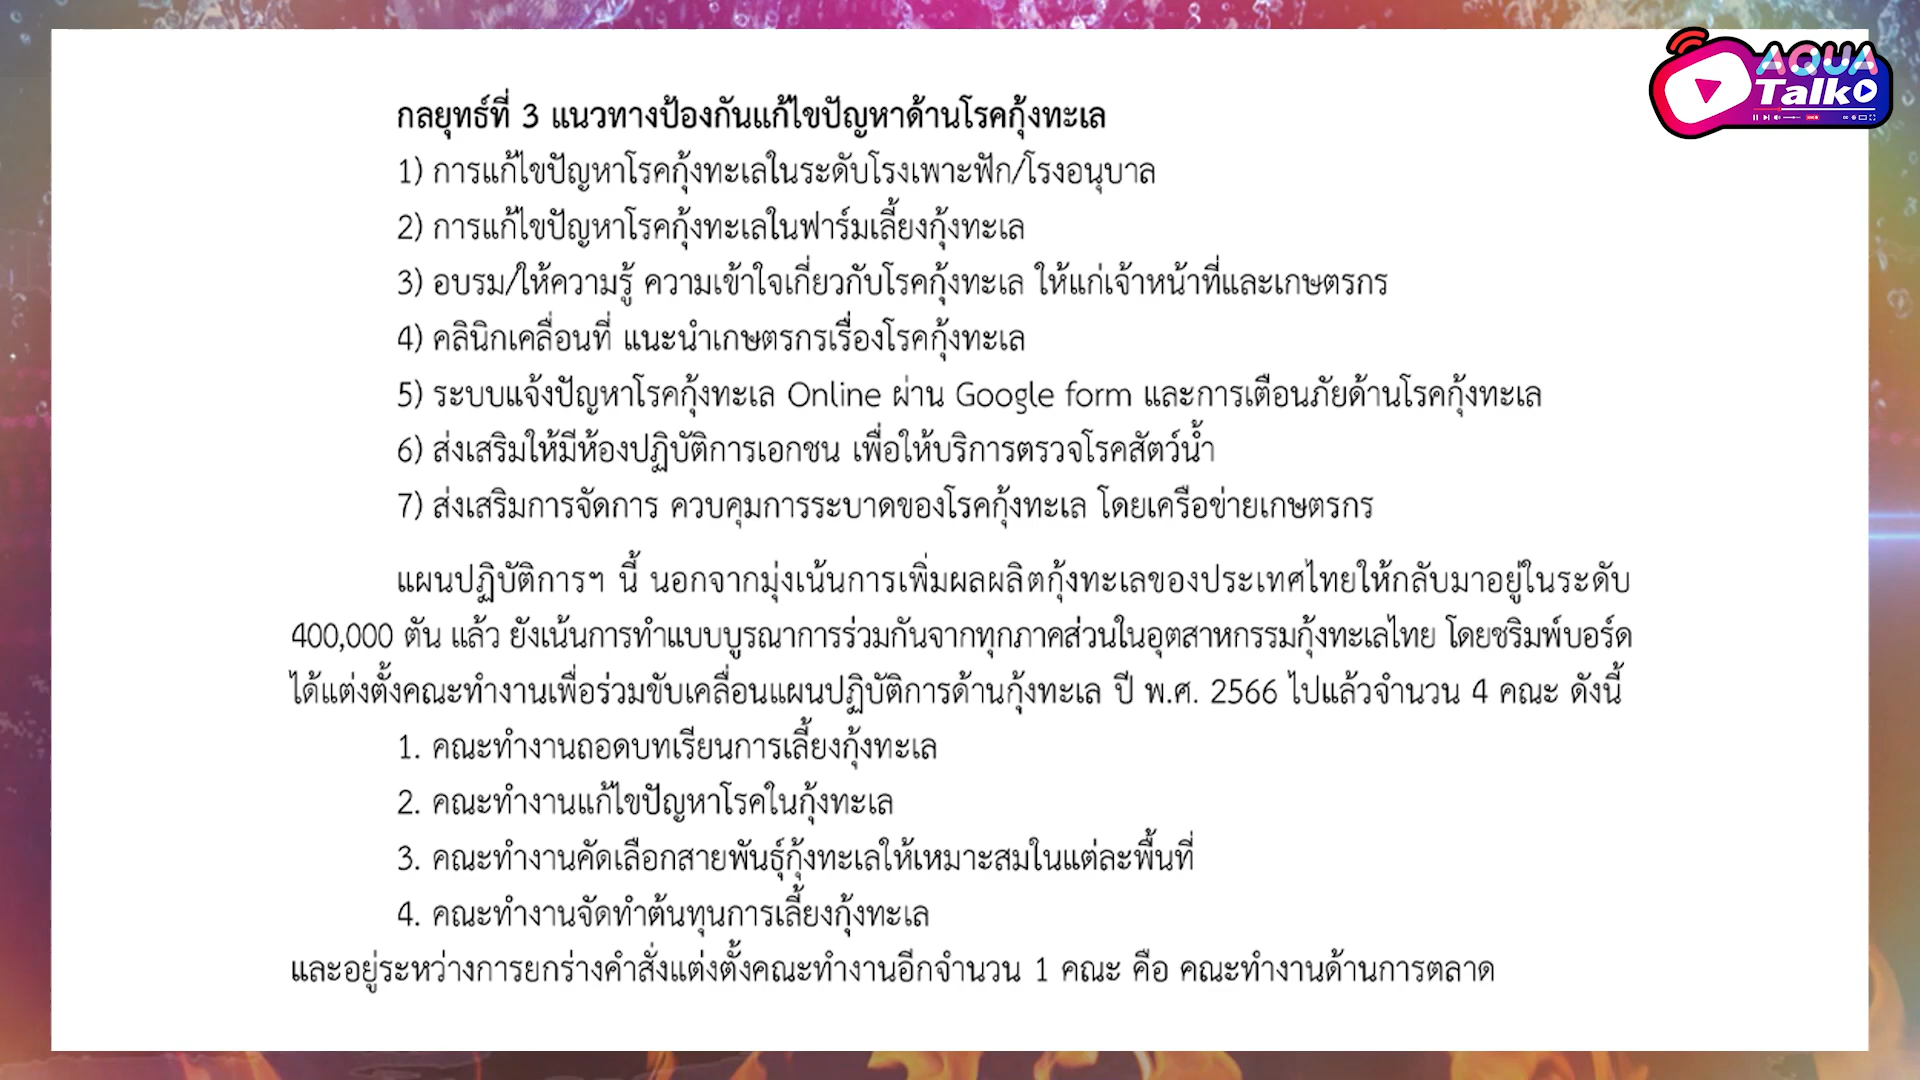 AQUA
Talk
กลยุทธ์ที่ 3 แนวทางป้องกันแก้ไขปัญหาด้านโรคกุ้งทะเล
1) การแก้ไขปัญหาโรคกุ้งทะเลในระดับโรงเพาะฟัก/โรงอนุบาล
2) การแก้ไขปัญหาโรคกุ้งทะเลในฟาร์มเลี้ยงกุ้งทะเล
3) อบรม/ให้ความรู้ ความเข้าใจเกี่ยวกับโรคกุ้งทะเล ให้แก่เจ้าหน้าที่และเกษตรกร
4) คลินิกเคลื่อนที่ แนะนำเกษตรกรเรื่องโรคกุ้งทะเล
5) ระบบแจ้งปัญหาโรคกุ้งทะเล Online ผ่าน Google form และการเตือนภัยด้านโรคกุ้งทะเล
6) ส่งเสริมให้มีห้องปฏิบัติการเอกชน เพื่อให้บริการตรวจโรคสัตว์น้ำ
7) ส่งเสริมการจัดการ ควบคุมการระบาดของโรคกุ้งทะเล โดยเครือข่ายเกษตรกร
แผนปฏิบัติการฯ นี้ นอกจากมุ่งเน้นการเพิ่มผลผลิตกุ้งทะเลของประเทศไทยให้กลับมาอยู่ในระดับ
400,000 ตัน แล้ว ยังเน้นการทำแบบบูรณาการร่วมกันจากทุกภาคส่วนในอุตสาหกรรมกุ้งทะเลไทย โดยชริมพ์บอร์ด
ได้แต่งตั้งคณะทำงานเพื่อร่วมขับเคลื่อนแผนปฏิบัติการด้านกุ้งทะเล ปี พ.ศ. 2566 ไปแล้วจำนวน 4 คณะ ดังนี้
1. คณะทำงานถอดบทเรียนการเลี้ยงกุ้งทะเล
2. คณะทำงานแก้ไขปัญหาโรคในกุ้งทะเล
3. คณะทำงานคัดเลือกสายพันธุ์กุ้งทะเลให้เหมาะสมในแต่ละพื้นที่
4. คณะทำงานจัดทำต้นทุนการเลี้ยงกุ้งทะเล
และอยู่ระหว่างการยกร่างคำสั่งแต่งตั้งคณะทำงานอีกจำนวน 1 คณะ คือ คณะทำงานด้านการตลาด